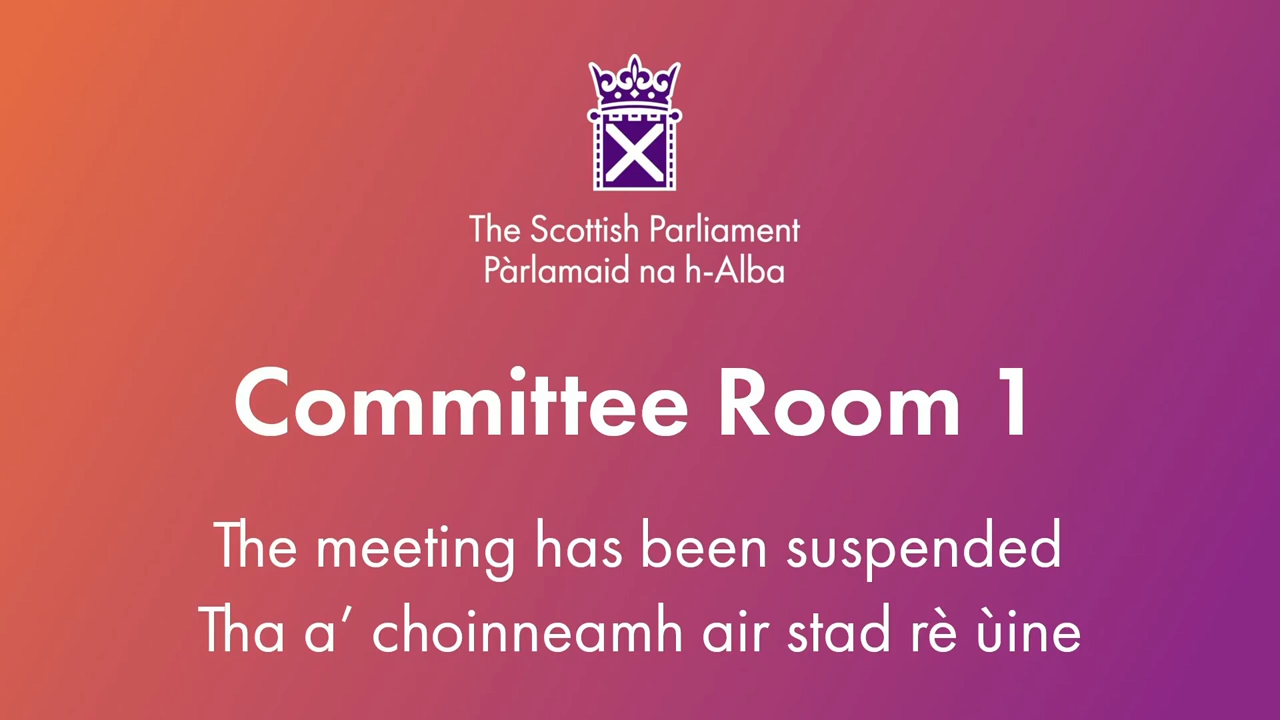 The Scottish Parliament
Pàrlamaid na h-Alba
Committee Room 1
The meeting has been suspended
Tha a’ choinneamh air stad rè ùine